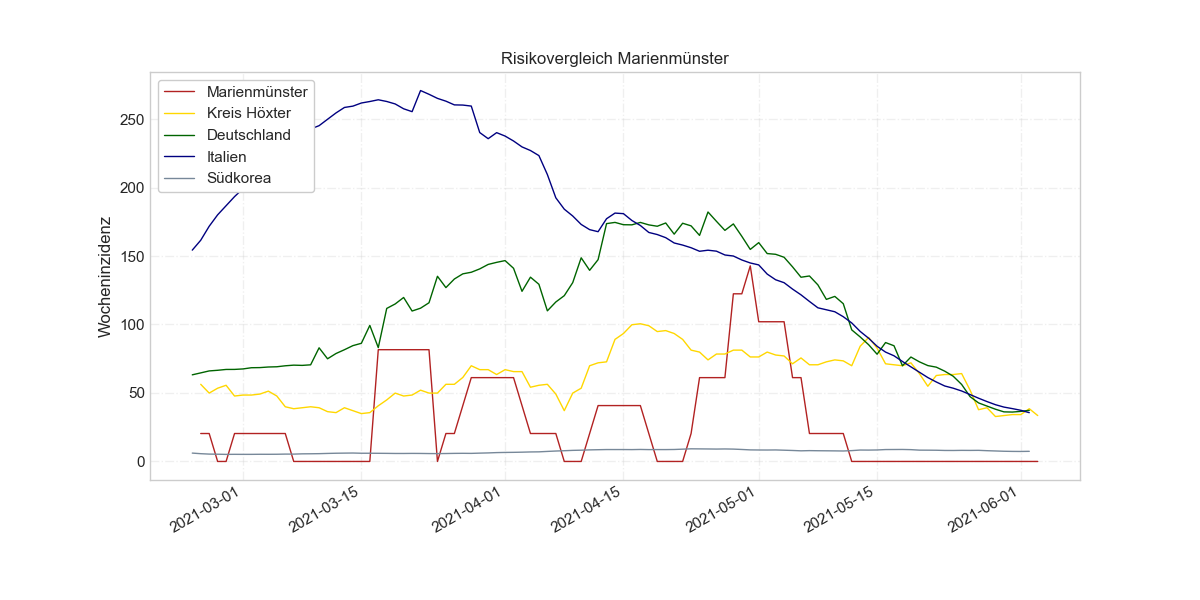 Risikovergleich Marienmünster
Marienmünster
Kreis Höxter
Deutschland
Italien
Südkorea
Wocheninzidenz
250
200
150
100
50
0
2021-03-01
2021-03-15
2021-04-01
2021-04-15
2021-05-01
2021-05-15
2021-06-01